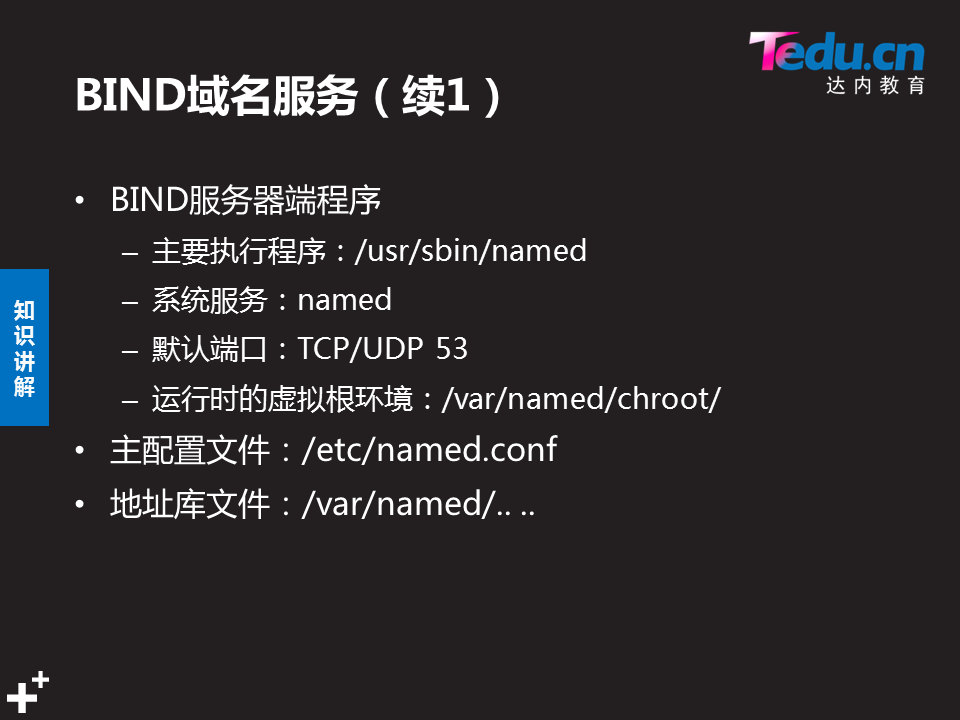 Tedu.cn
达内教育
BIND域名服务（续1）
• BIND服务器端程序
– 主要执行程序：/usr/sbin/named
– 系统服务：named
– 默认端口：TCP/UDP 53
– 运行时的虚拟根环境：/var/named/chroot/
• 主配置文件：/etc/named.conf
• 地址库文件：/var/named/.. ..
知识讲解